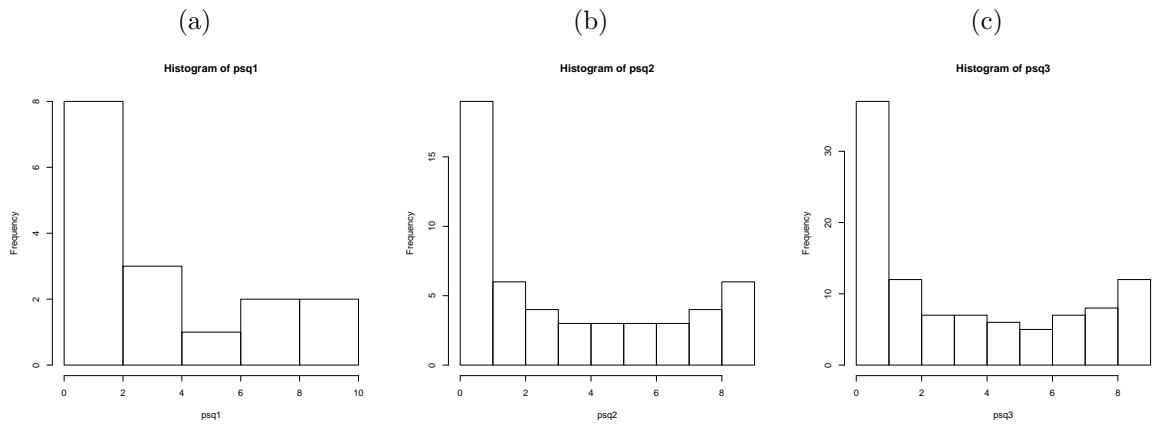 (a)
Histogram of psq1
Frequency
8
6
4
2
0
0 2 4 6 8 10
psq1
(b)
Histogram of psq2
Frequency
15
10
5
0
0 2 4 6 8
psq2
(c)
Histogram of psq3
Frequency
30
20
10
0
0 2 4 6 8
psq3